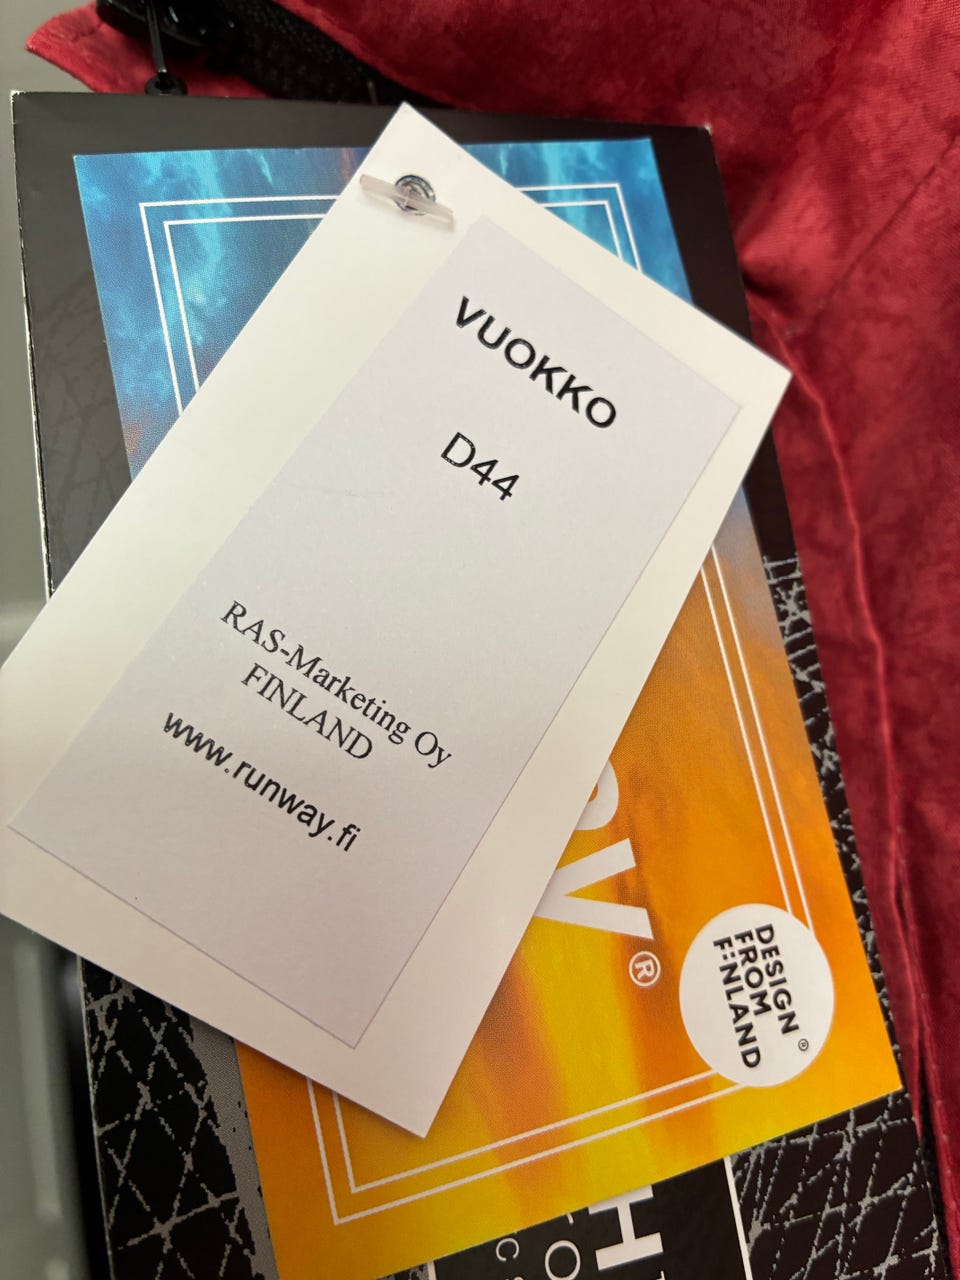 VUOKKO
D44
RAS-Marketing Oy
FINLAND
www.runway.fi
DESIGN
FROM
FINLAND
®
®